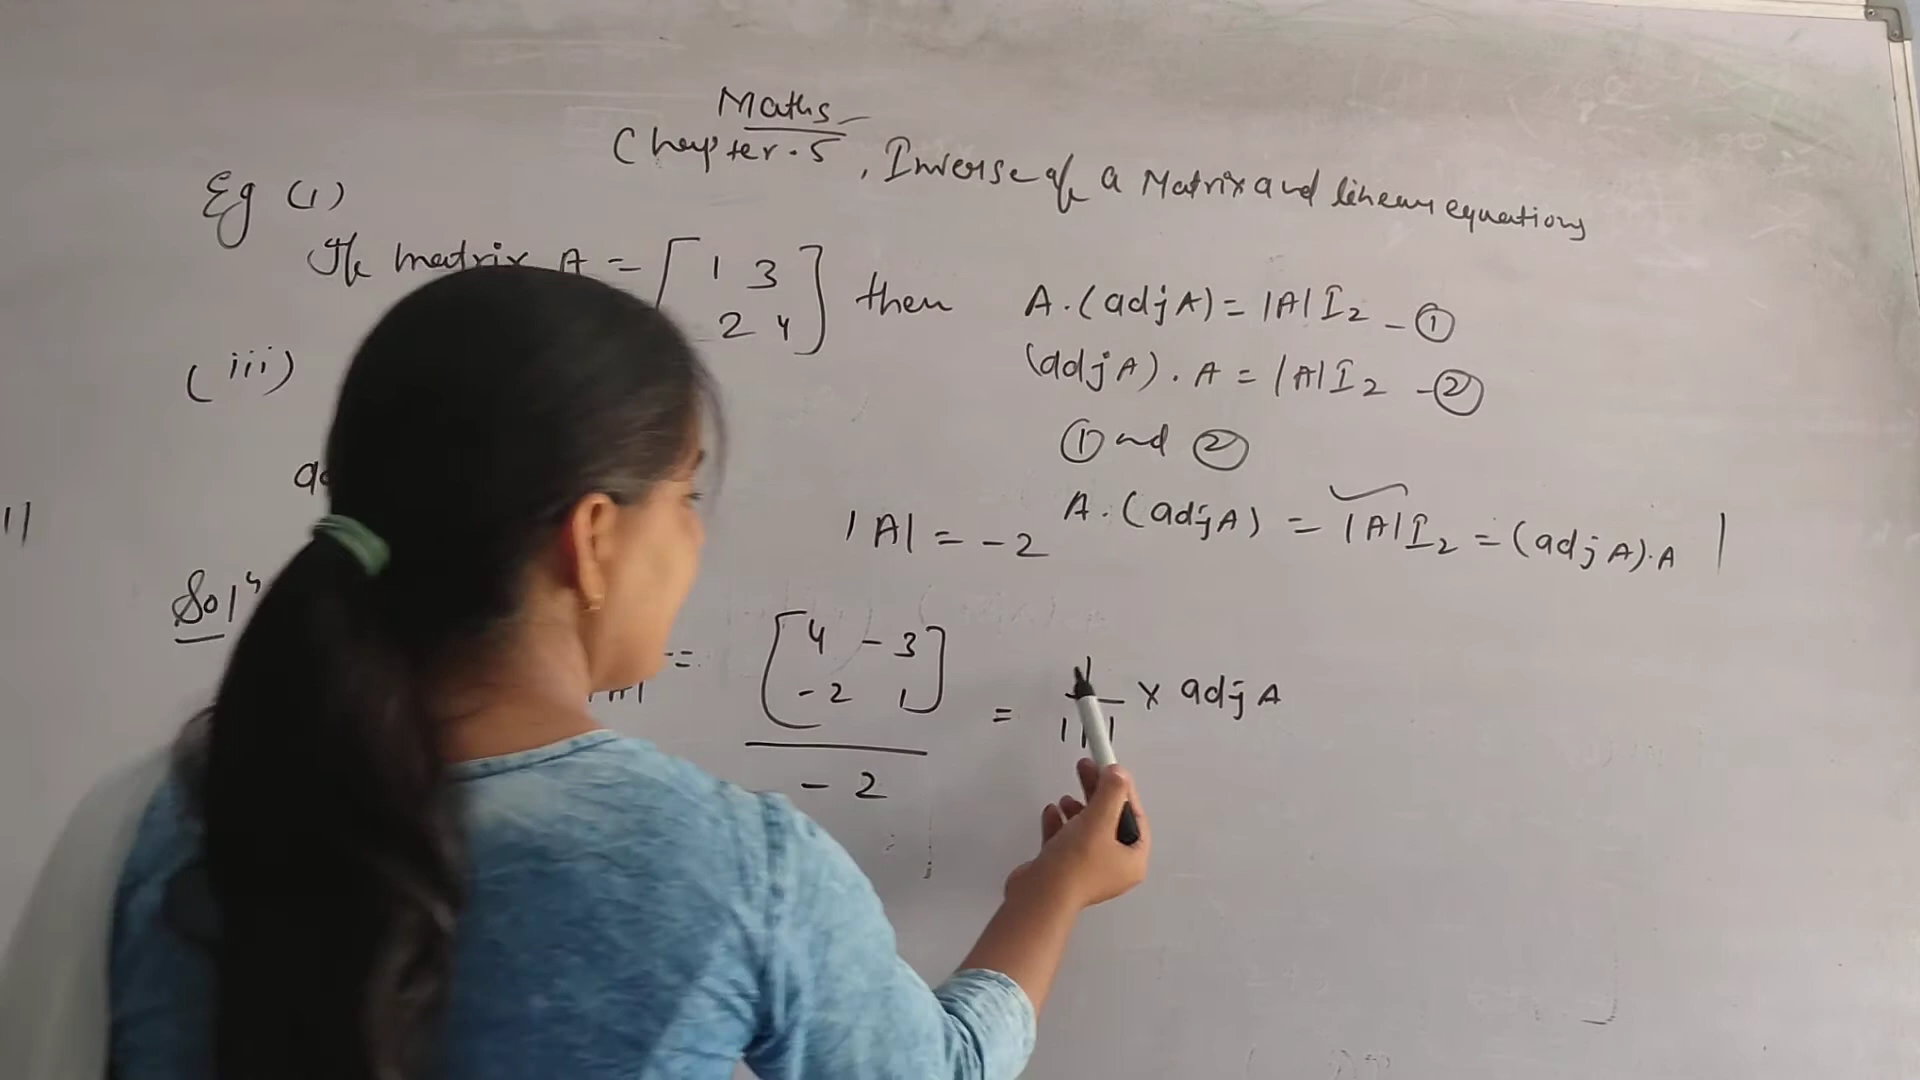 Maths
Chapter.5, Inverse of a Matrix and linear equations
Eg (1)
If matrix A = [ 1 3
2 4 ] then
A.(adj A) = |A| I2 - ①
(iii)
(adj A) . A = |A| I2 - ②
① and ②
|A| = -2
A.(adj A) = |A| I2 = (adj A).A
Solⁿ
= [ 4 -3
-2 1 ]
-2
= 1 × adj A
|A|